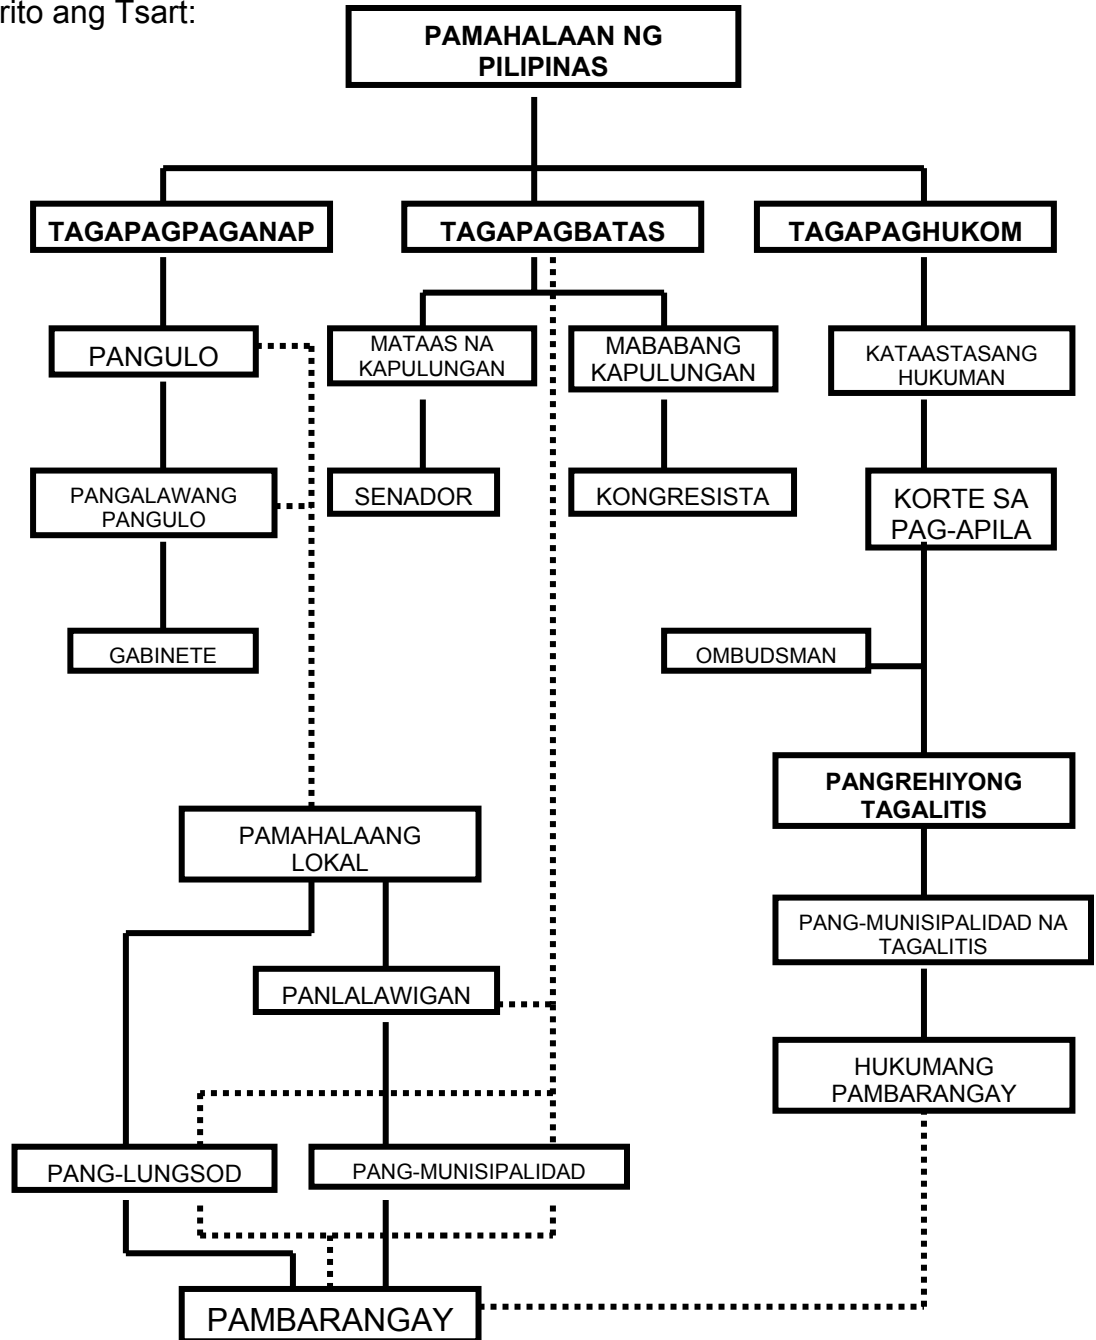 rito ang Tsart:
PAMAHALAAN NG
PILIPINAS
TAGAPAGPAGANAP
TAGAPAGBATAS
TAGAPAGHUKOM
PANGULO
MATAAS NA
KAPULUNGAN
MABABANG
KAPULUNGAN
KATAASTASANG
HUKUMAN
PANGALAWANG
PANGULO
SENADOR
KONGRESISTA
KORTE SA
PAG-APILA
GABINETE
OMBUDSMAN
PANGREHIYONG
TAGALITIS
PAMAHALAANG
LOKAL
PANG-MUNISIPALIDAD NA
TAGALITIS
PANLALAWIGAN
HUKUMANG
PAMBARANGAY
PANG-LUNGSOD
PANG-MUNISIPALIDAD
PAMBARANGAY